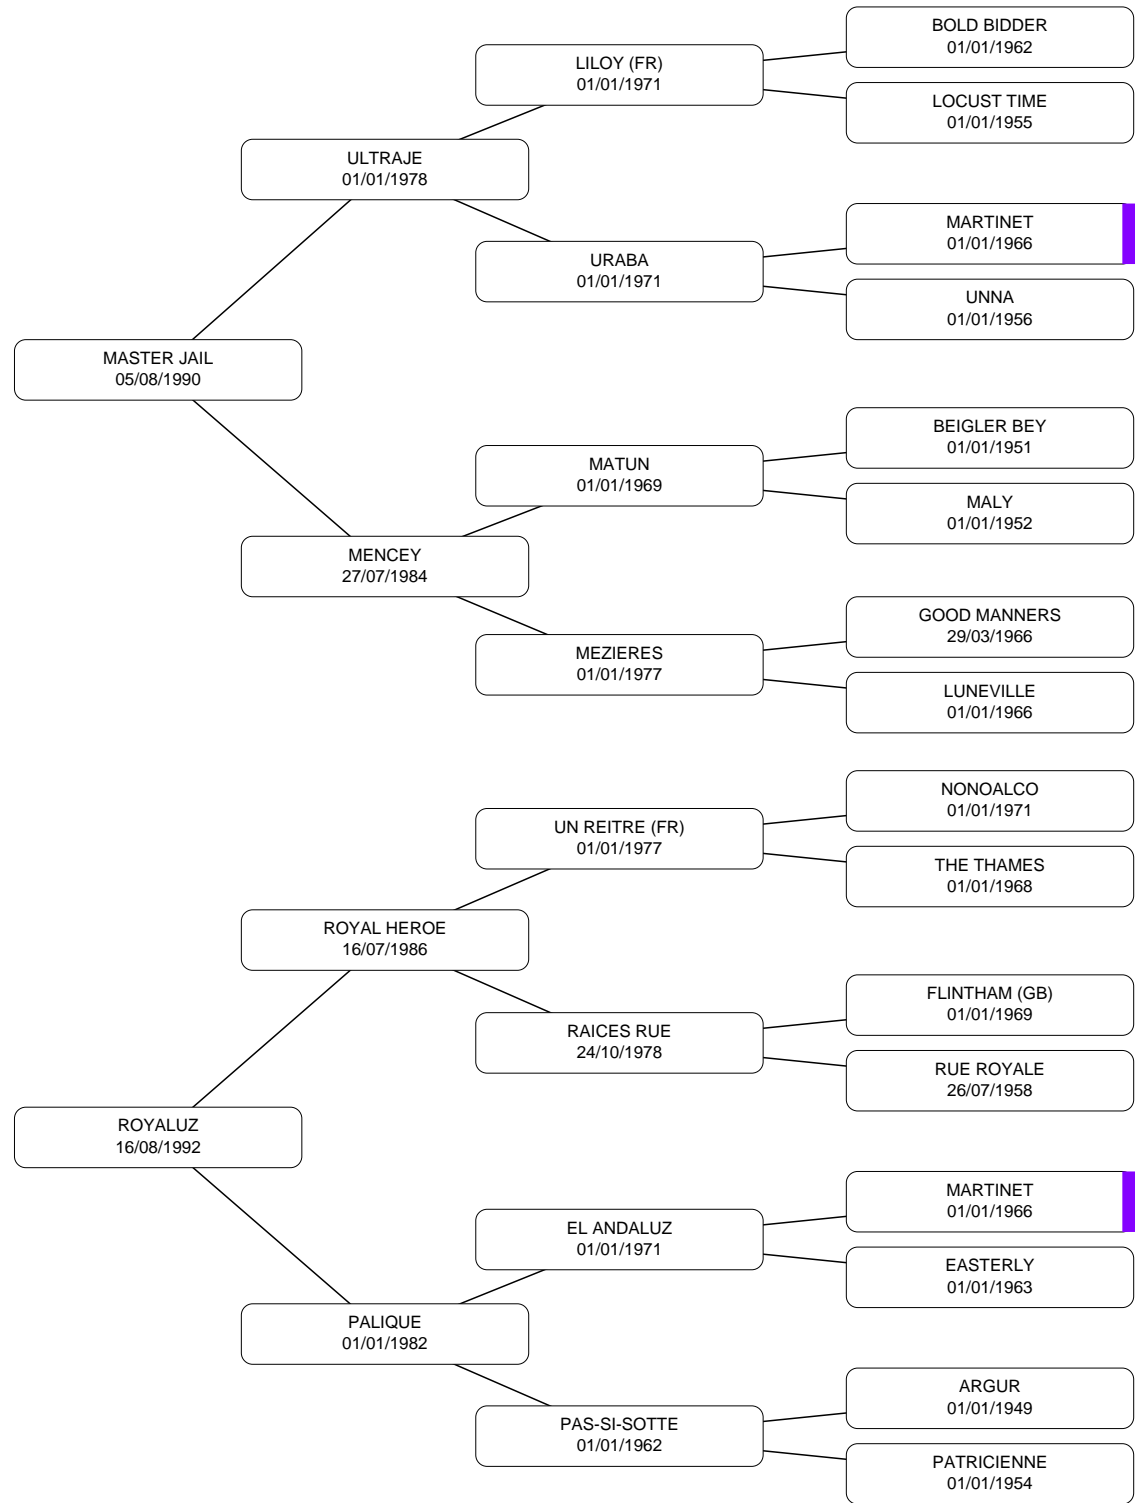 BOLD BIDDER
01/01/1962
LILOY (FR)
01/01/1971
LOCUST TIME
01/01/1955
ULTRAJE
01/01/1978
MARTINET
01/01/1966
URABA
01/01/1971
UNNA
01/01/1956
MASTER JAIL
05/08/1990
BEIGLER BEY
01/01/1951
MATUN
01/01/1969
MALY
01/01/1952
MENCEY
27/07/1984
GOOD MANNERS
29/03/1966
MEZIERES
01/01/1977
LUNEVILLE
01/01/1966
NONOALCO
01/01/1971
UN REITRE (FR)
01/01/1977
THE THAMES
01/01/1968
ROYAL HEROE
16/07/1986
FLINTHAM (GB)
01/01/1969
RAICES RUE
24/10/1978
RUE ROYALE
26/07/1958
ROYALUZ
16/08/1992
MARTINET
01/01/1966
EL ANDALUZ
01/01/1971
EASTERLY
01/01/1963
PALIQUE
01/01/1982
ARGUR
01/01/1949
PAS-SI-SOTTE
01/01/1962
PATRICIENNE
01/01/1954